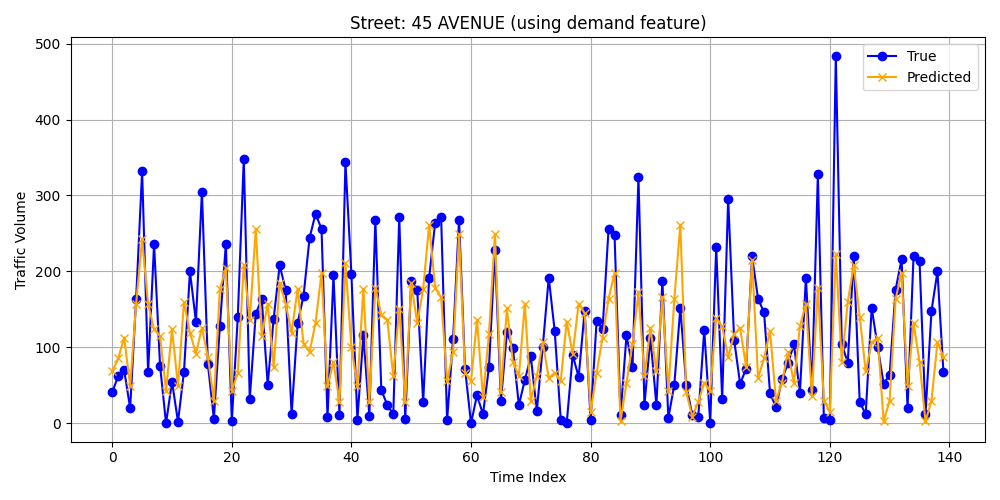 Street: 45 AVENUE (using demand feature)
True
Predicted
Traffic Volume
500
400
300
200
100
0
0 20 40 60 80 100 120 140
Time Index